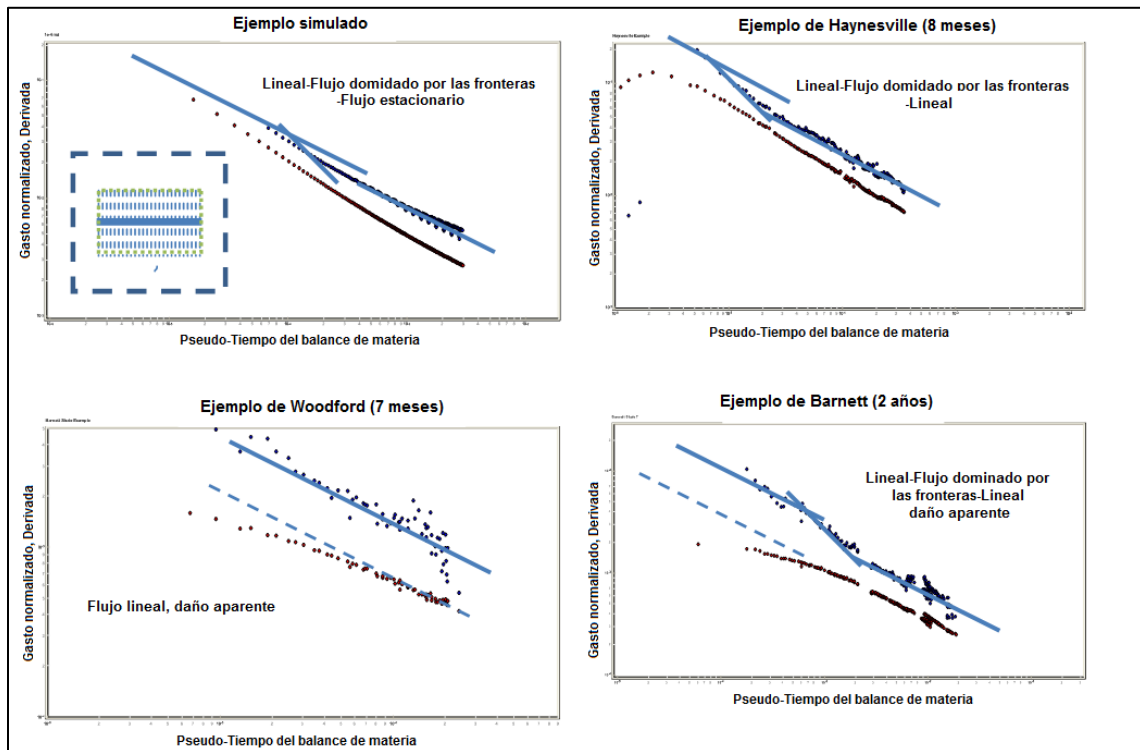 Ejemplo simulado
Lineal-Flujo domidado por las fronteras
-Flujo estacionario
Gasto normalizado, Derivada
Pseudo-Tiempo del balance de materia
Ejemplo de Haynesville (8 meses)
Lineal-Flujo domidado por las fronteras
-Lineal
Gasto normalizado, Derivada
Pseudo-Tiempo del balance de materia
Ejemplo de Woodford (7 meses)
Flujo lineal, daño aparente
Gasto normalizado, Derivada
Pseudo-Tiempo del balance de materia
Ejemplo de Barnett (2 años)
Lineal-Flujo dominado por
las fronteras-Lineal
daño aparente
Gasto normalizado, Derivada
Pseudo-Tiempo del balance de materia